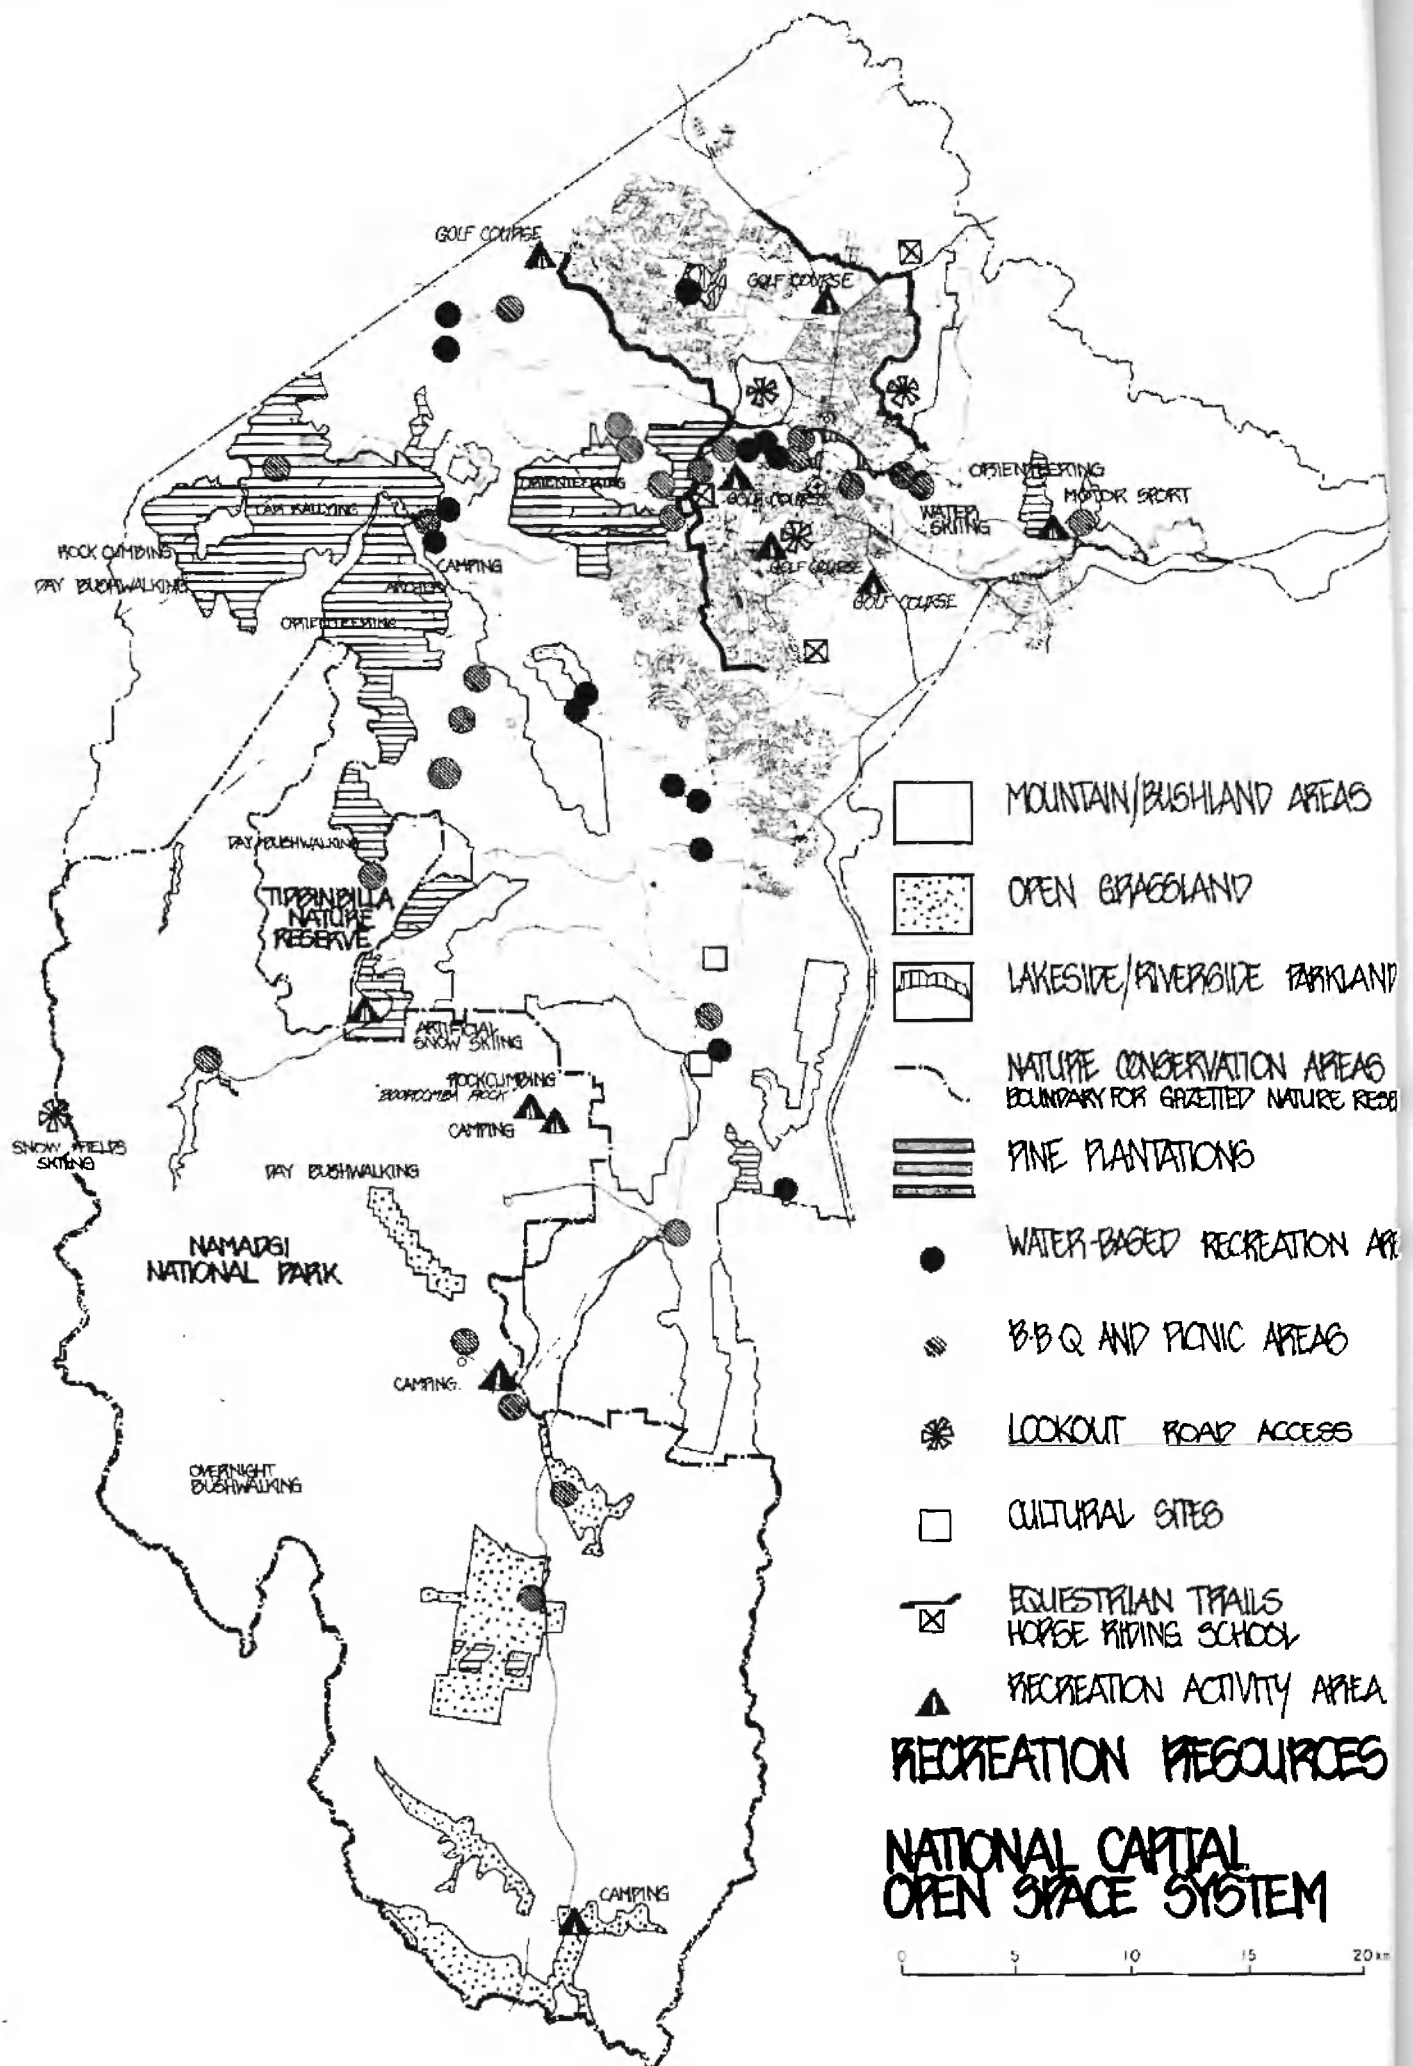 GOLF COURSE
GOLF COURSE
ORIENTEERING
ORIENTEERING
MOTOR SPORT
GOLF COURSE
WATER
SKIING
CAR RALLYING
ROCK CLIMBING
DAY BUSHWALKING
CAMPING
ARCHERY
GOLF COURSE
GOLF COURSE
ORIENTEERING
DAY BUSHWALKING
TIDBINBILLA
NATURE
RESERVE
ARTIFICIAL
SNOW SKIING
ROCKCLIMBING
"BOOROOMBA ROCK"
CAMPING
SNOW FIELDS
SKIING
DAY BUSHWALKING
NAMADGI
NATIONAL PARK
CAMPING.
OVERNIGHT
BUSHWALKING
CAMPING
MOUNTAIN/BUSHLAND AREAS
OPEN GRASSLAND
LAKESIDE/RIVERSIDE PARKLAND
NATURE CONSERVATION AREAS
BOUNDARY FOR GAZETTED NATURE RESE
PINE PLANTATIONS
WATER-BASED RECREATION ARE
B.B.Q AND PICNIC AREAS
LOOKOUT ROAD ACCESS
CULTURAL SITES
EQUESTRIAN TRAILS
HORSE RIDING SCHOOL
RECREATION ACTIVITY AREA
RECREATION RESOURCES
NATIONAL CAPITAL
OPEN SPACE SYSTEM
0 5 10 15 20 km